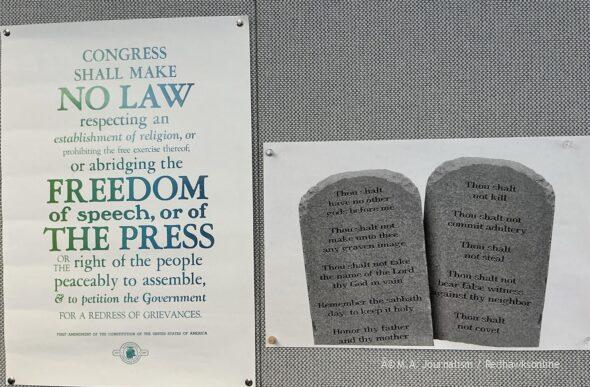 CONGRESS
SHALL MAKE
NO LAW
respecting an
establishment of religion, or
prohibiting the free exercise thereof;
or abridging the
FREEDOM
of speech, or of
THE PRESS
OR THE right of the people
peaceably to assemble,
& to petition the Government
FOR A REDRESS OF GRIEVANCES.
FIRST AMENDMENT OF THE CONSTITUTION OF THE UNITED STATES OF AMERICA
Thou shalt
have no other
gods before me
Thou shalt not
make unto thee
any graven image
Thou shalt not take
the name of the Lord
thy God in vain
Remember the sabbath
day, to keep it holy
Honor thy father
and thy mother
Thou shalt
not kill
Thou shalt not
commit adultery
Thou shalt
not steal
Thou shalt not
bear false witness
against thy neighbor
Thou shalt
not covet
M.A. Journalism / Redhawksonline